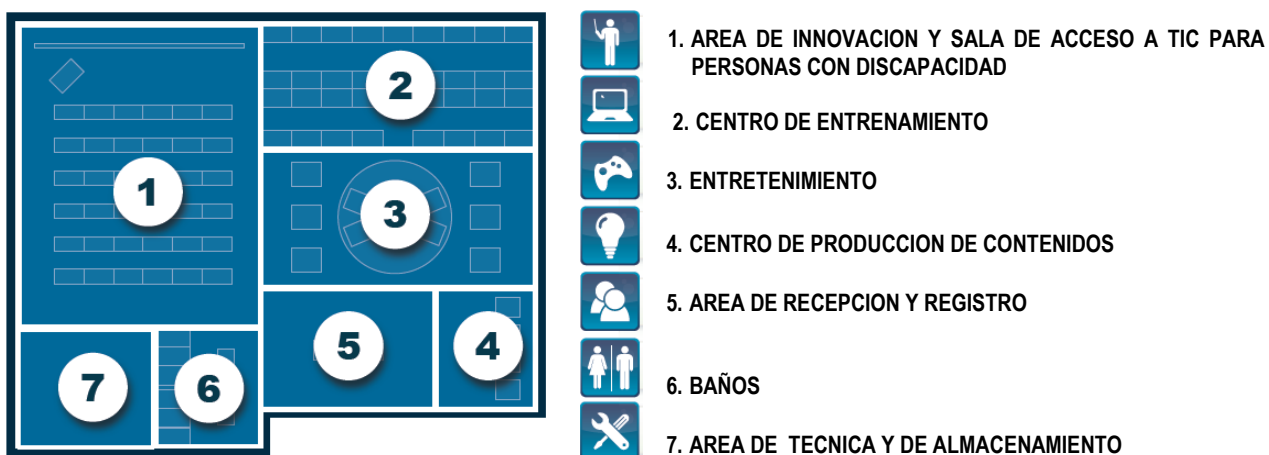 1
2
3
5
4
7
6
1. AREA DE INNOVACION Y SALA DE ACCESO A TIC PARA
PERSONAS CON DISCAPACIDAD
2. CENTRO DE ENTRENAMIENTO
3. ENTRETENIMIENTO
4. CENTRO DE PRODUCCION DE CONTENIDOS
5. AREA DE RECEPCION Y REGISTRO
6. BAÑOS
7. AREA DE TECNICA Y DE ALMACENAMIENTO